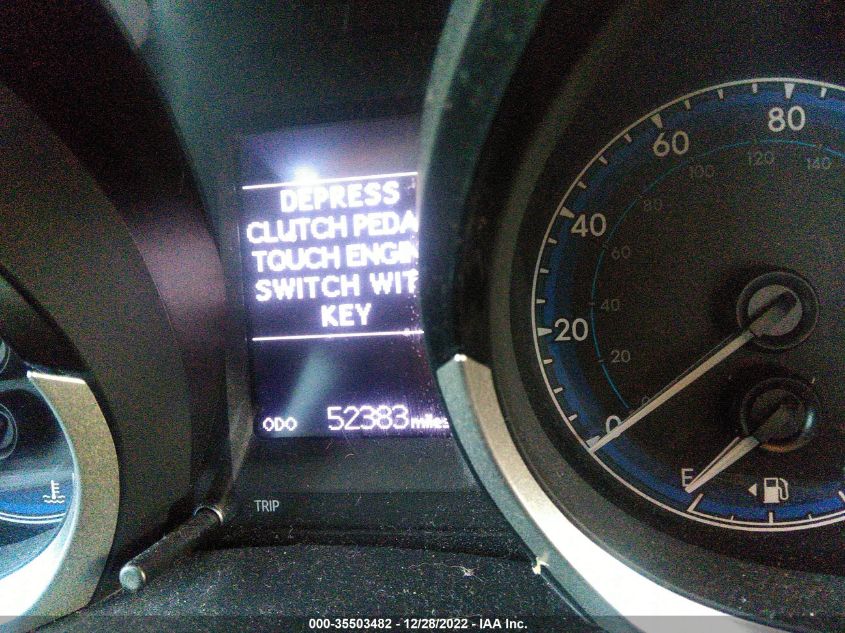 DEPRESS
CLUTCH PEDA
TOUCH ENGIN
SWITCH WIT
KEY
ODO 52383 miles
TRIP
0 20 40 60 80
20 40 60 80 100 120 140
E
000-35503482 - 12/28/2022 - IAA Inc.